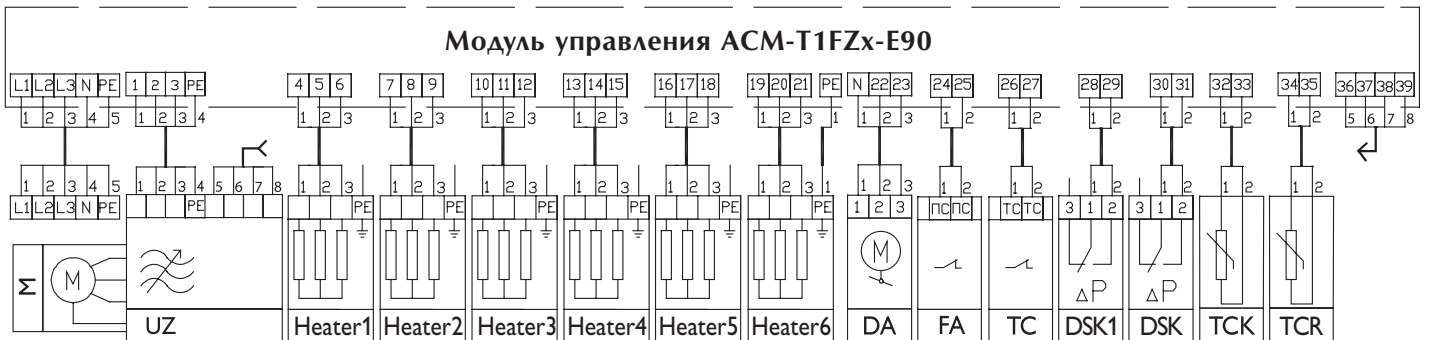 Модуль управления ACM-T1FZx-E90
L1 L2 L3 N PE 1 2 3 PE 4 5 6 7 8 9 10 11 12 13 14 15 16 17 18 19 20 21 PE N 22 23 24 25 26 27 28 29 30 31 32 33 34 35 36 37 38 39
1 2 3 4 5 1 2 3 4 1 2 3 1 2 3 1 2 3 1 2 3 1 2 3 1 2 3 1 1 2 3 1 2 1 2 1 2 1 2 1 2 1 2 5 6 7 8
1 2 3 4 5 1 2 3 4 5 6 7 8 1 2 3 1 2 3 1 2 3 1 2 3 1 2 3 1 2 3 1 1 2 3 1 2 1 2 1 2 1 2 1 2 1 2
L1 L2 L3 N PE PE PE PE PE PE PE PE 1 2 3 ПС ПС ТС ТС 3 1 2 3 1 2
M M M
ΔP ΔP
UZ Heater1 Heater2 Heater3 Heater4 Heater5 Heater6 DA FA TC DSK1 DSK TCK TCR